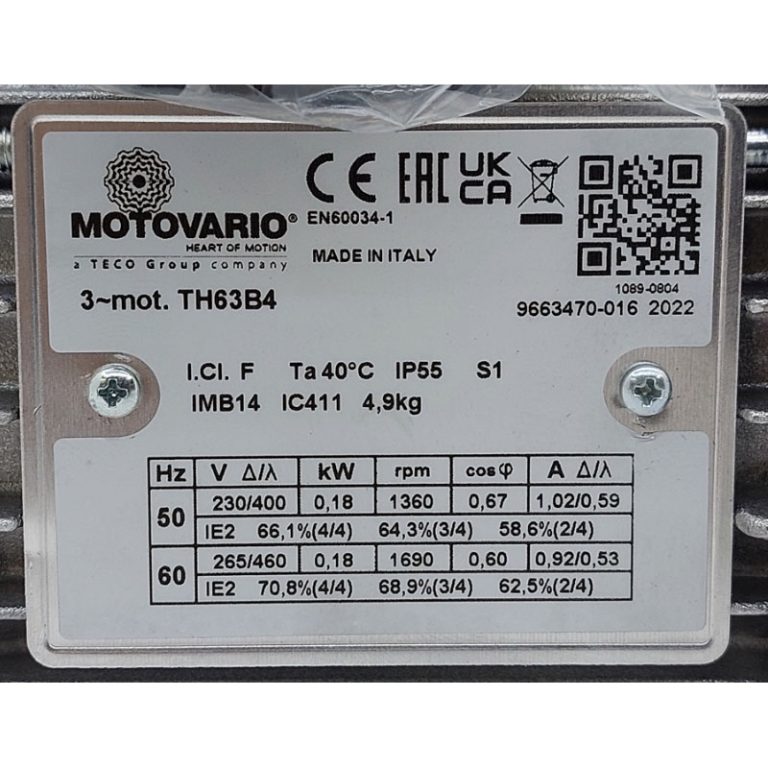 MOTOVARIO®
HEART OF MOTION
a TECO Group company
CE EAC UK CA
EN60034-1
MADE IN ITALY
1089-0804
3~mot. TH63B4
9663470-016 2022
I.Cl. F Ta 40°C IP55 S1
IMB14 IC411 4,9kg
Hz V Δ/λ kW rpm cosφ A Δ/λ
50 230/400 0,18 1360 0,67 1,02/0,59
IE2 66,1%(4/4) 64,3%(3/4) 58,6%(2/4)
60 265/460 0,18 1690 0,60 0,92/0,53
IE2 70,8%(4/4) 68,9%(3/4) 62,5%(2/4)